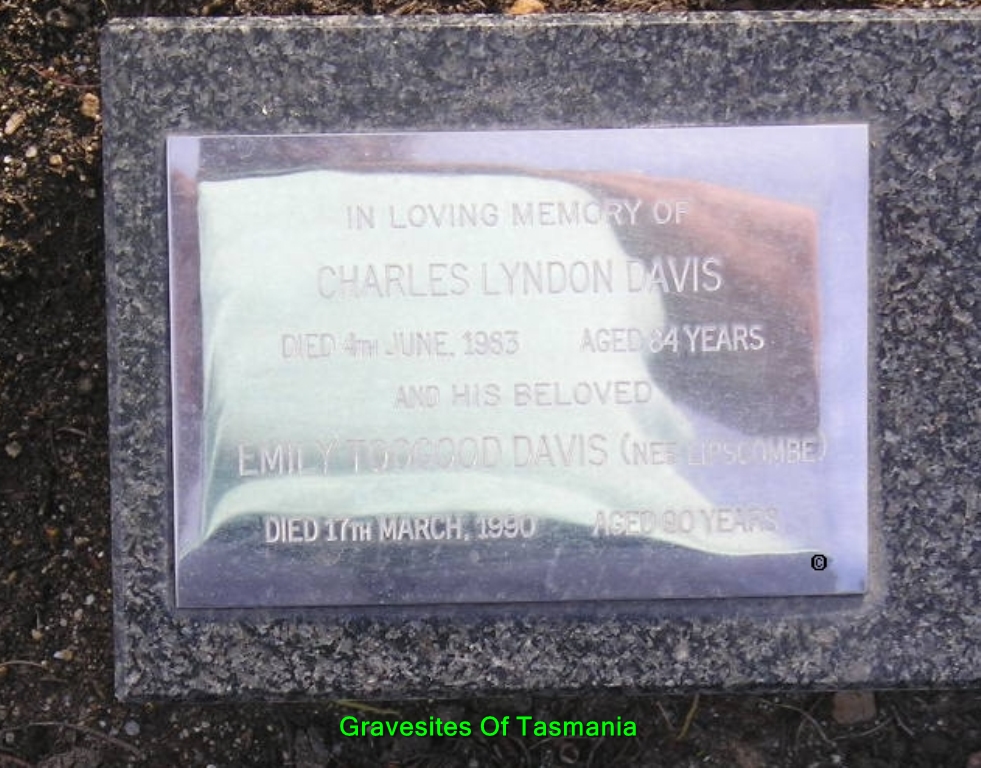 IN LOVING MEMORY OF
CHARLES LYNDON DAVIS
DIED 4TH JUNE, 1983 AGED 84 YEARS
AND HIS BELOVED
EMILY TOOGOOD DAVIS (NEE LIPSCOMBE)
DIED 17TH MARCH, 1990 AGED 90 YEARS
©
Gravesites Of Tasmania